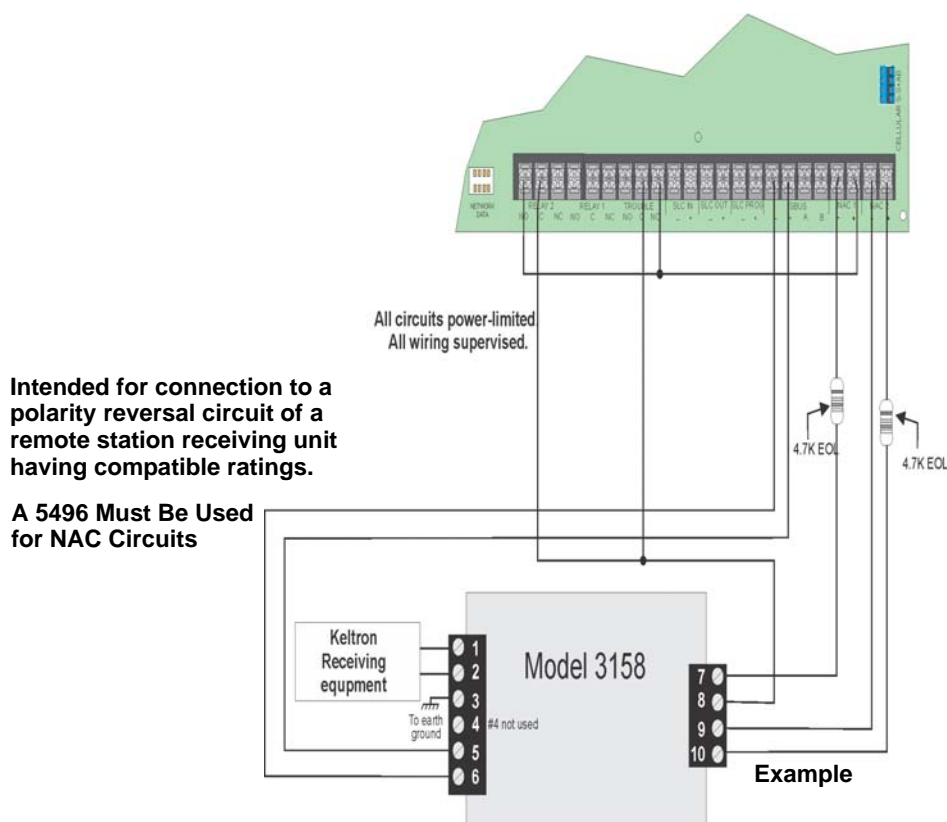 CELLULAR
NETWORK
DATA
RELAY 2 RELAY 1 TROUBLE SLC IN SLC OUT SLC PROG SBUS NAC 1 NAC
NO C NC NO C NC NO C NC - + - + - + - + A B - + - +
All circuits power-limited.
All wiring supervised.
Intended for connection to a
polarity reversal circuit of a
remote station receiving unit
having compatible ratings.
A 5496 Must Be Used
for NAC Circuits
4.7K EOL
4.7K EOL
Keltron
Receiving
equpment
To earth
ground
1
2
3
4
5
6
#4 not used
Model 3158
7
8
9
10
Example